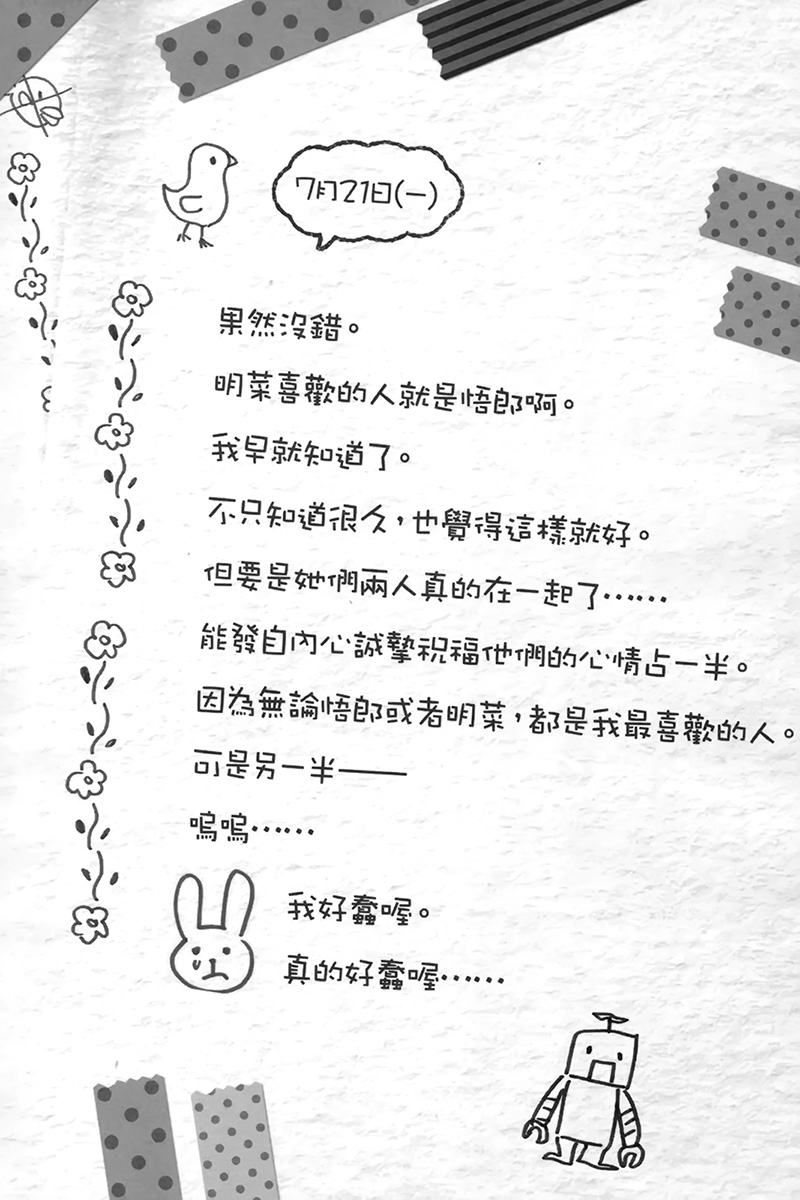 7月21日(一)
果然沒錯。
明菜喜歡的人就是悟郎啊。
我早就知道了。
不只知道很久，也覺得這樣就好。
但要是她們兩人真的在一起了……
能發自內心誠摯祝福他們的心情占一半。
因為無論悟郎或者明菜，都是我最喜歡的人。
可是另一半——
嗚嗚……
我好蠢喔。
真的好蠢喔……